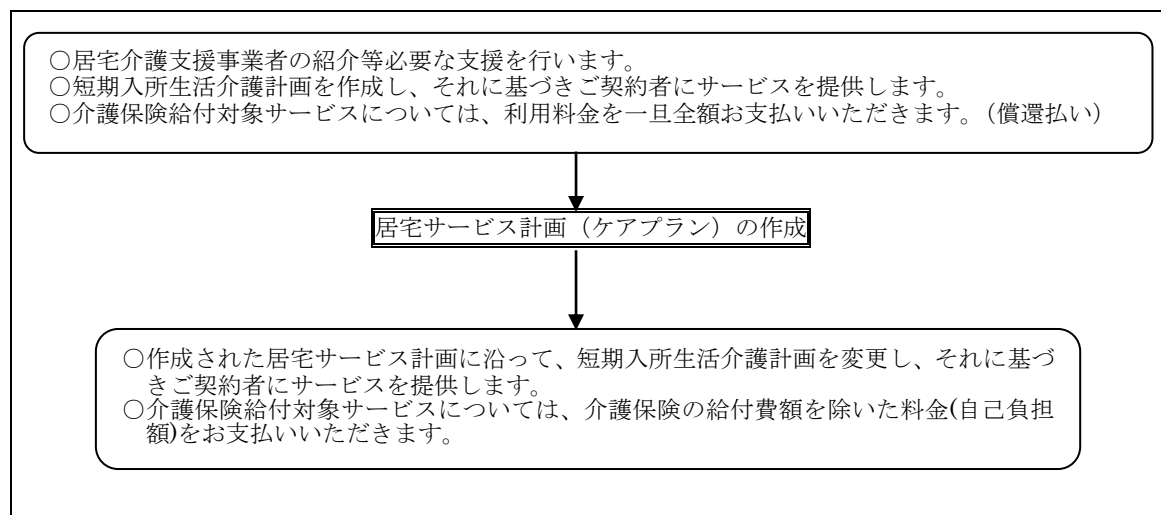 ○居宅介護支援事業者の紹介等必要な支援を行います。
○短期入所生活介護計画を作成し、それに基づきご契約者にサービスを提供します。
○介護保険給付対象サービスについては、利用料金を一旦全額お支払いいただきます。（償還払い）
居宅サービス計画（ケアプラン）の作成
○作成された居宅サービス計画に沿って、短期入所生活介護計画を変更し、それに基づ
きご契約者にサービスを提供します。
○介護保険給付対象サービスについては、介護保険の給付費額を除いた料金(自己負担
額)をお支払いいただきます。